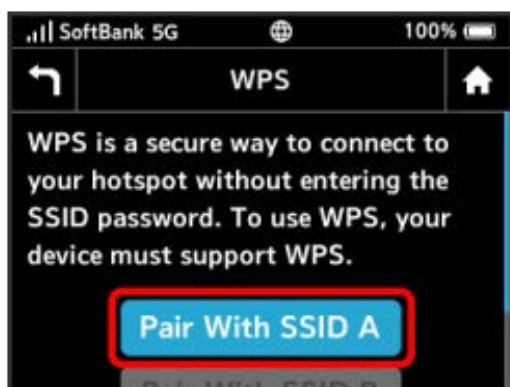 SoftBank 5G 100%
WPS
WPS is a secure way to connect to
your hotspot without entering the
SSID password. To use WPS, your
device must support WPS.
Pair With SSID A